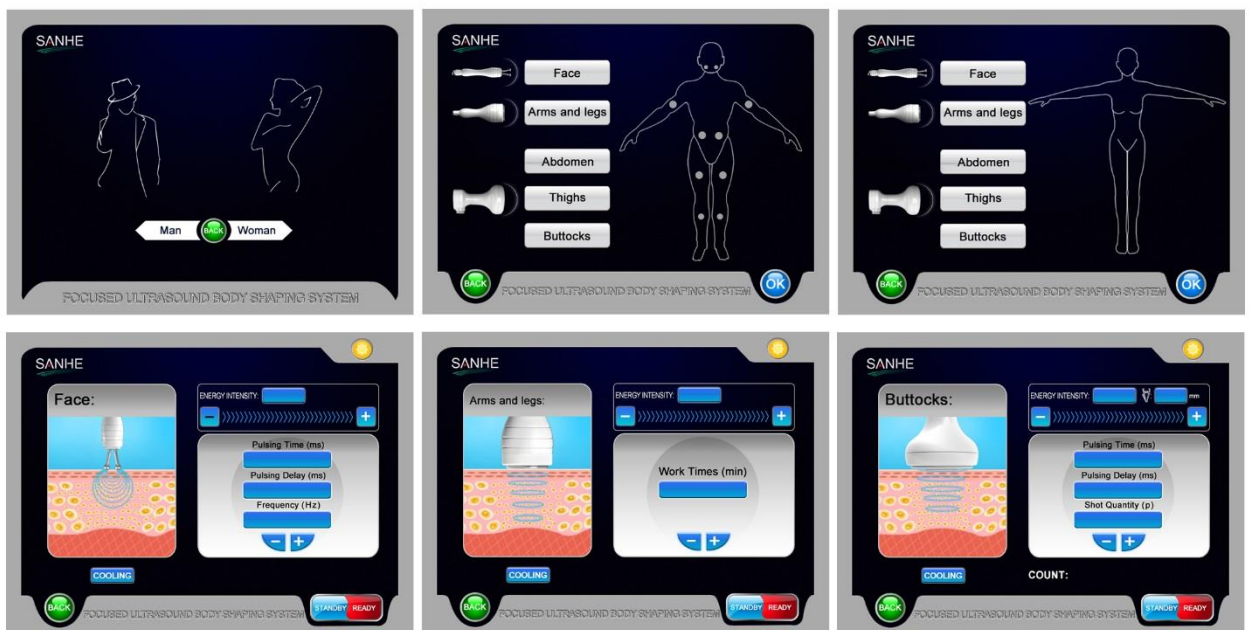 SANHE
Man BACK Woman
FOCUSED ULTRASOUND BODY SHAPING SYSTEM
SANHE
Face
Arms and legs
Abdomen
Thighs
Buttocks
BACK
FOCUSED ULTRASOUND BODY SHAPING SYSTEM
OK
SANHE
Face
Arms and legs
Abdomen
Thighs
Buttocks
BACK
FOCUSED ULTRASOUND BODY SHAPING SYSTEM
OK
SANHE
Face:
ENERGY INTENSITY:
− +
Pulsing Time (ms)
Pulsing Delay (ms)
Frequency (Hz)
− +
COOLING
BACK
FOCUSED ULTRASOUND BODY SHAPING SYSTEM
STANDBY READY
SANHE
Arms and legs:
ENERGY INTENSITY:
− +
Work Times (min)
− +
COOLING
BACK
FOCUSED ULTRASOUND BODY SHAPING SYSTEM
STANDBY READY
SANHE
Buttocks:
ENERGY INTENSITY: mm
− +
Pulsing Time (ms)
Pulsing Delay (ms)
Shot Quantity (p)
− +
COOLING
COUNT:
BACK
FOCUSED ULTRASOUND BODY SHAPING SYSTEM
STANDBY READY